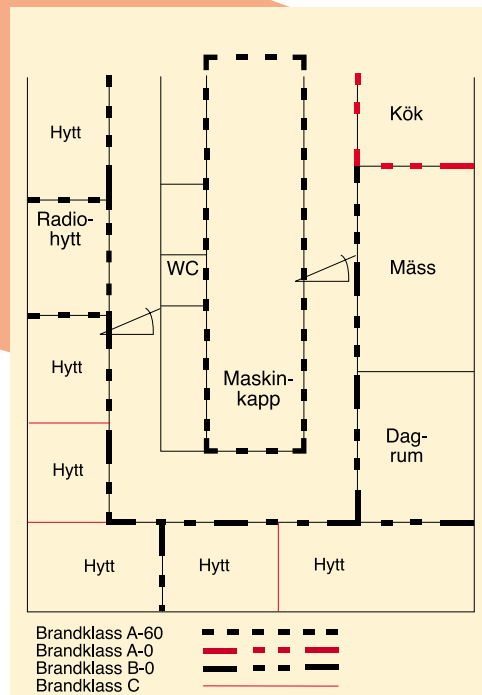 Hytt
Kök
Radio-
hytt
WC
Mäss
Hytt
Maskin-
kapp
Dag-
rum
Hytt
Hytt
Hytt
Hytt
Brandklass A-60
Brandklass A-0
Brandklass B-0
Brandklass C